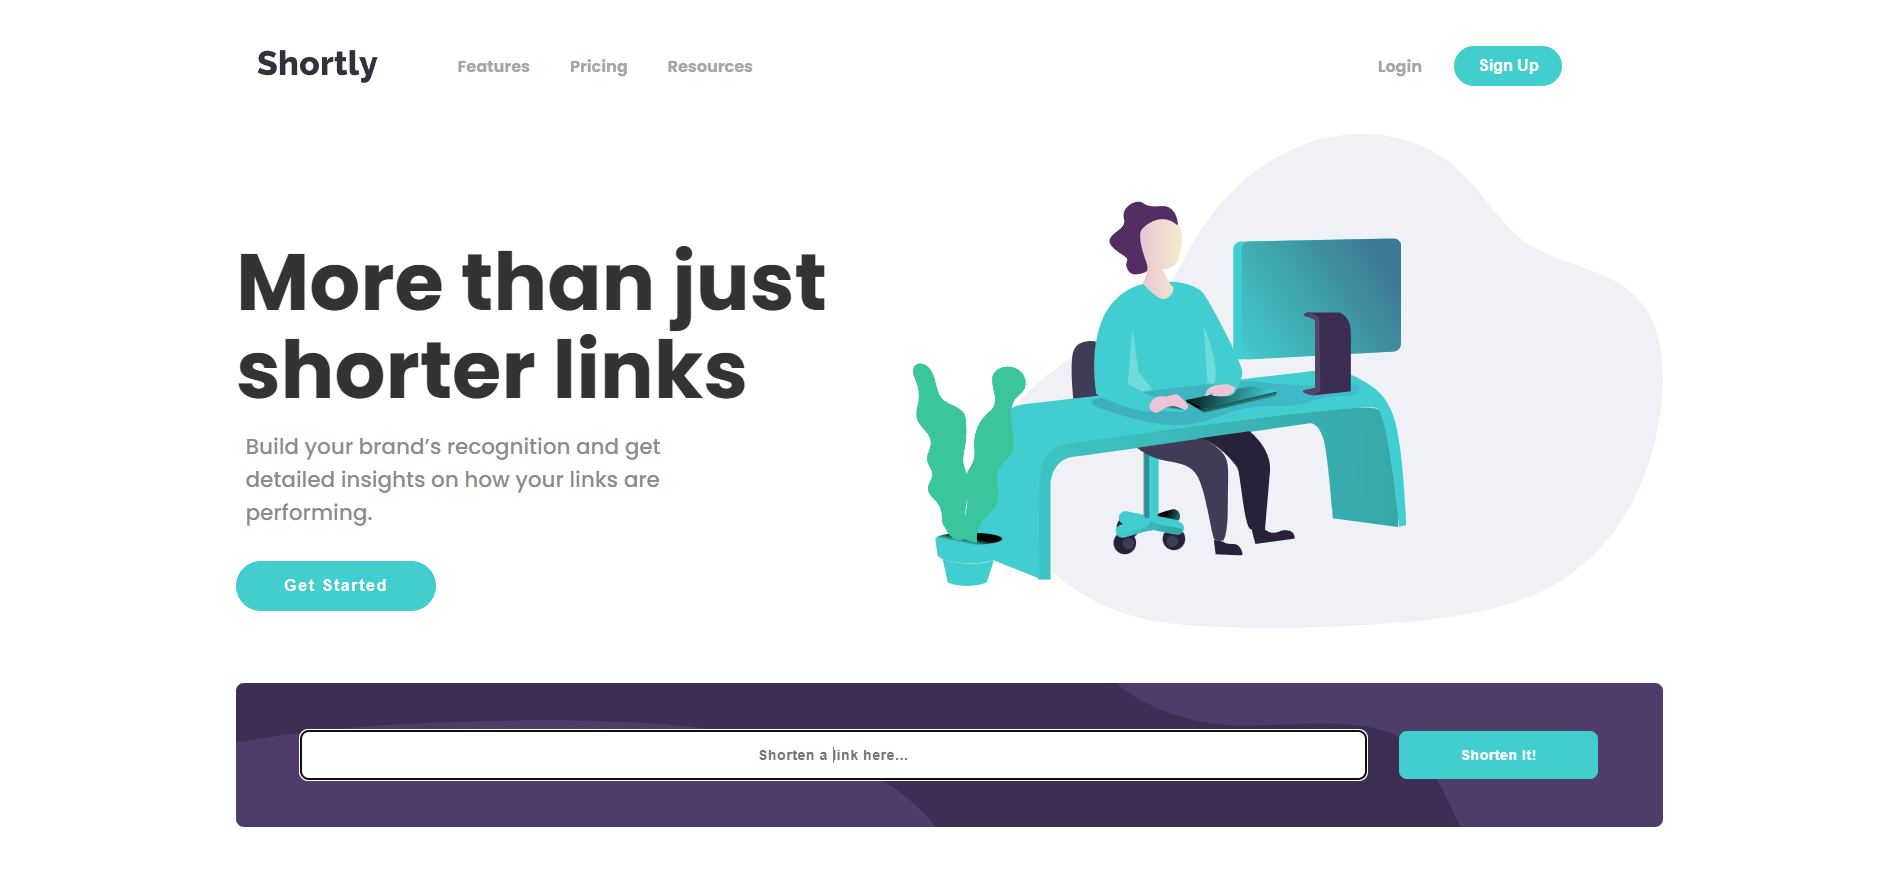 Shortly
Features
Pricing
Resources
Login
Sign Up
More than just
shorter links
Build your brand’s recognition and get
detailed insights on how your links are
performing.
Get Started
Shorten a link here...
Shorten It!